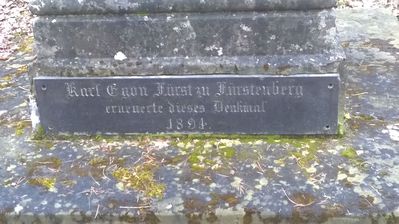 Karl Egon Fürst zu Fürstenberg
erneuerte dieses Denkmal
1894.